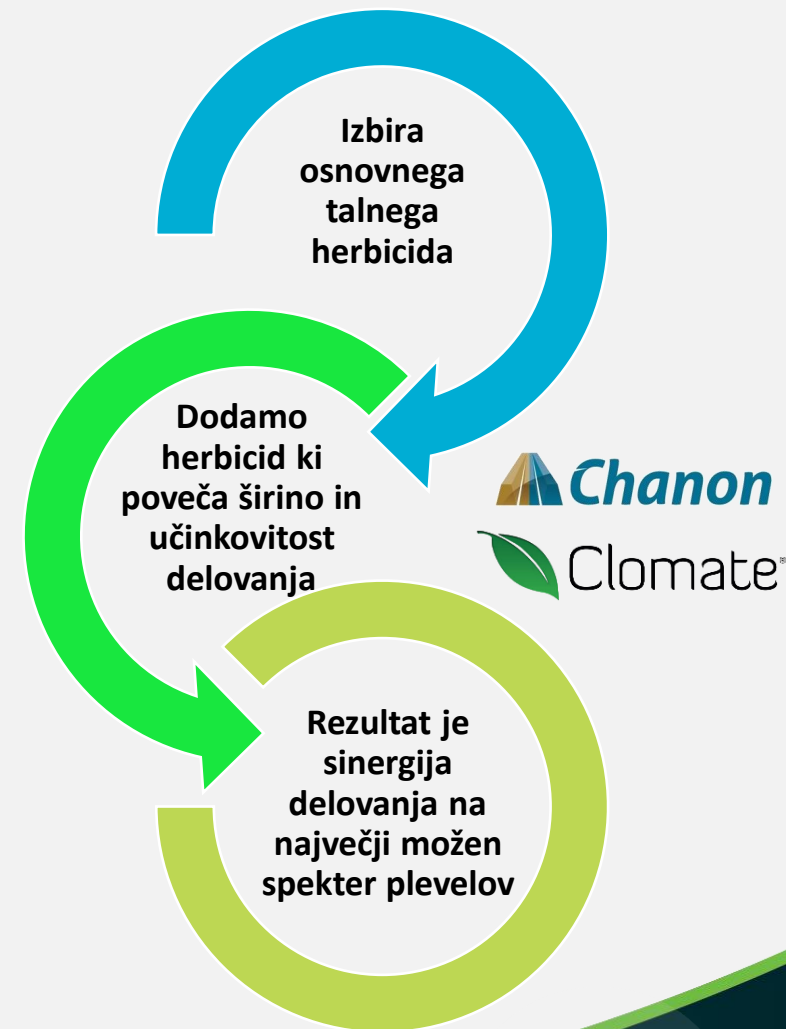 Izbira
osnovnega
talnega
herbicida
Dodamo
herbicid ki
poveča širino in
učinkovitost
delovanja
Chanon
Clomate
Rezultat je
sinergija
delovanja na
največji možen
spekter plevelov